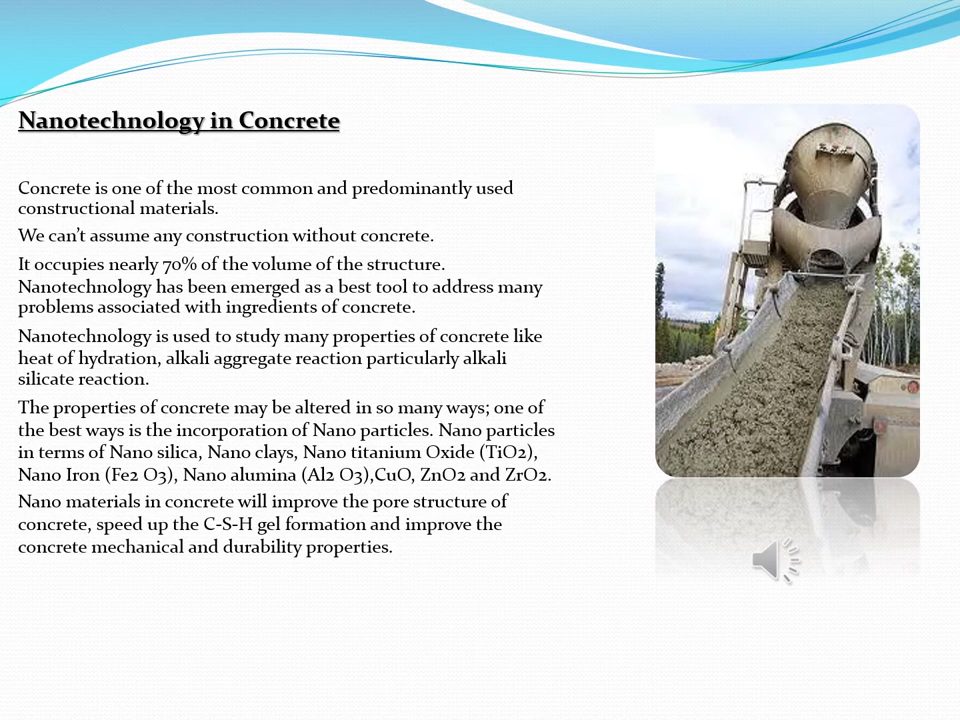 Nanotechnology in Concrete
Concrete is one of the most common and predominantly used
constructional materials.
We can’t assume any construction without concrete.
It occupies nearly 70% of the volume of the structure.
Nanotechnology has been emerged as a best tool to address many
problems associated with ingredients of concrete.
Nanotechnology is used to study many properties of concrete like
heat of hydration, alkali aggregate reaction particularly alkali
silicate reaction.
The properties of concrete may be altered in so many ways; one of
the best ways is the incorporation of Nano particles. Nano particles
in terms of Nano silica, Nano clays, Nano titanium Oxide (TiO2),
Nano Iron (Fe2 O3), Nano alumina (Al2 O3),CuO, ZnO2 and ZrO2.
Nano materials in concrete will improve the pore structure of
concrete, speed up the C-S-H gel formation and improve the
concrete mechanical and durability properties.